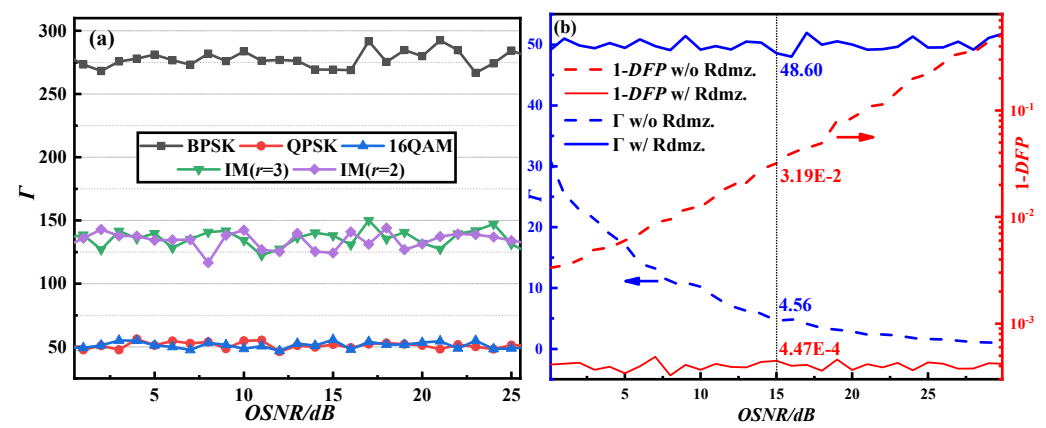 (a)
300
250
200
150
100
50
Γ
BPSK QPSK 16QAM
IM(r=3) IM(r=2)
5 10 15 20 25
OSNR/dB
(b)
50
40
30
20
10
0
Γ
48.60
1-DFP w/o Rdmz.
1-DFP w/ Rdmz.
Γ w/o Rdmz.
Γ w/ Rdmz.
3.19E-2
4.56
4.47E-4
10⁻¹
10⁻²
10⁻³
1-DFP
5 10 15 20 25
OSNR/dB